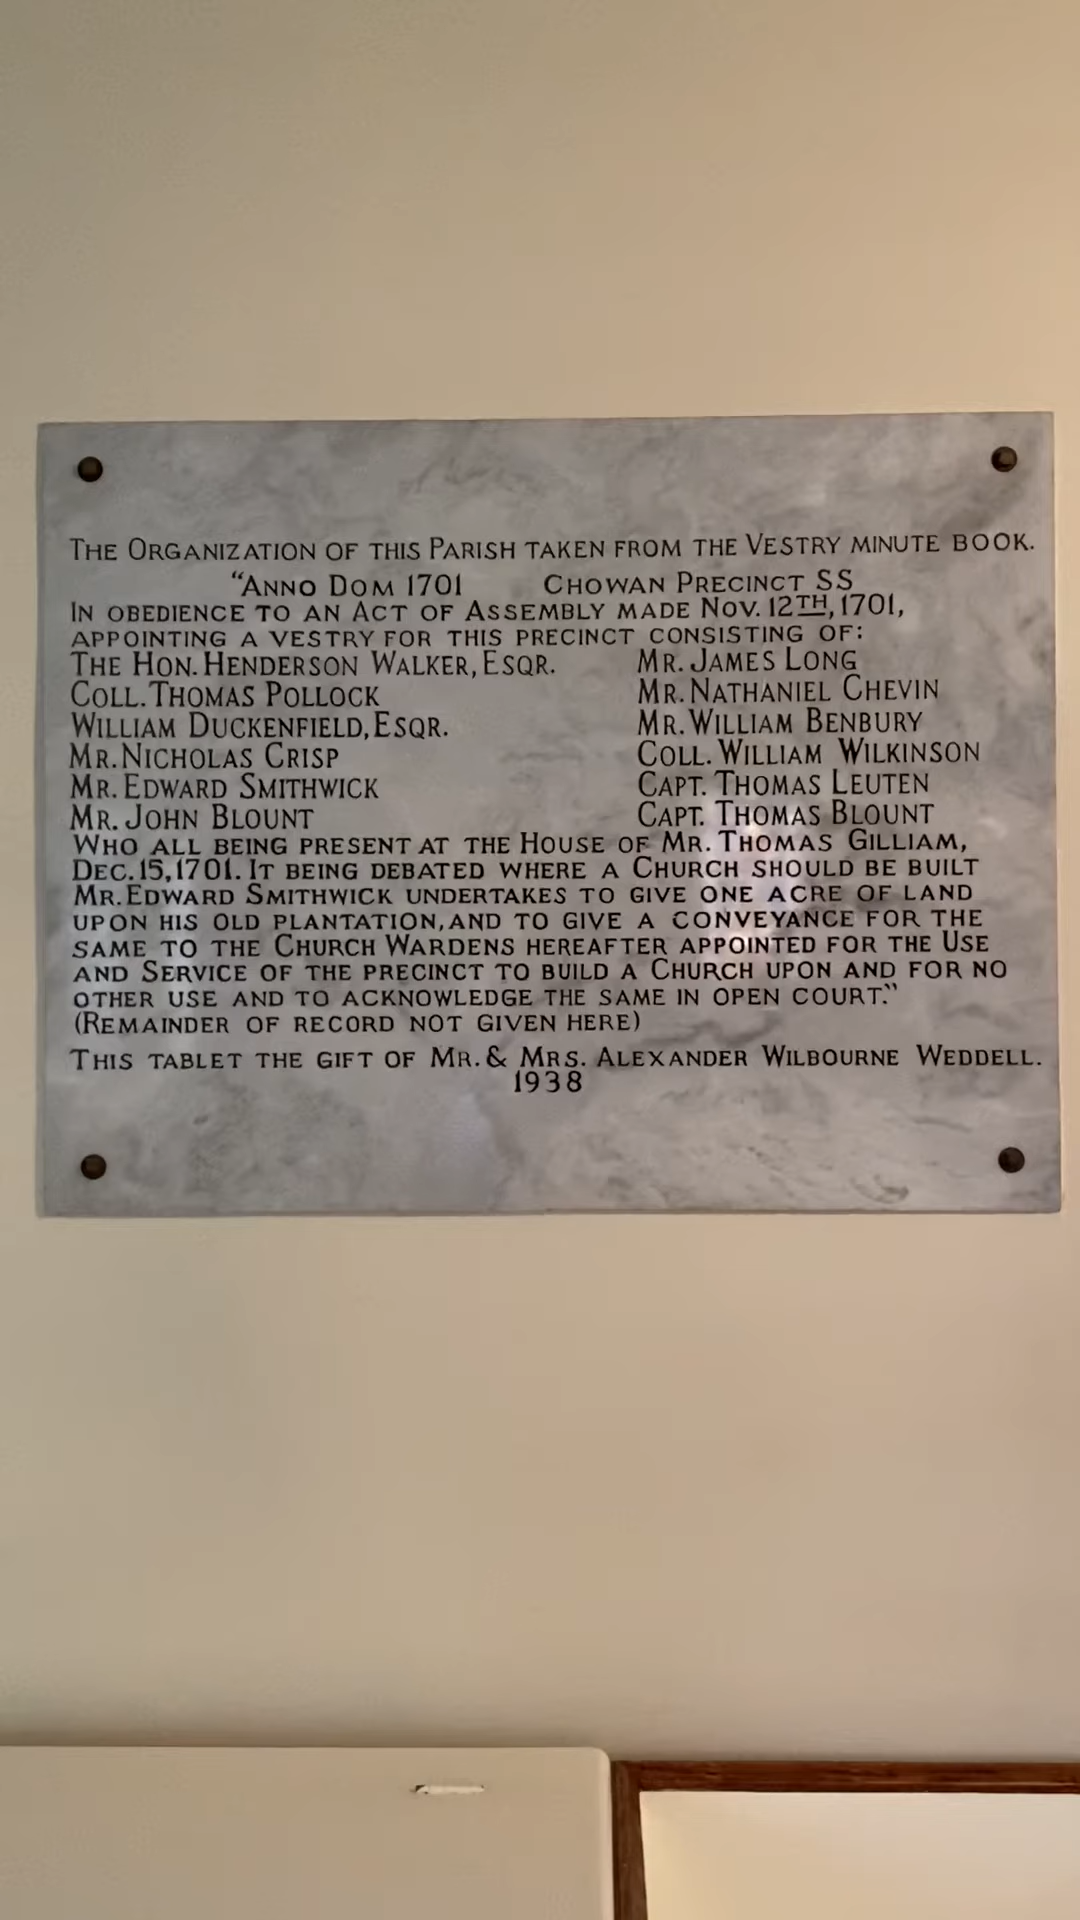 THE ORGANIZATION OF THIS PARISH TAKEN FROM THE VESTRY MINUTE BOOK.
“ANNO DOM 1701 CHOWAN PRECINCT SS
IN OBEDIENCE TO AN ACT OF ASSEMBLY MADE NOV. 12TH, 1701,
APPOINTING A VESTRY FOR THIS PRECINCT CONSISTING OF:
THE HON. HENDERSON WALKER, ESQR. MR. JAMES LONG
COLL. THOMAS POLLOCK MR. NATHANIEL CHEVIN
WILLIAM DUCKENFIELD, ESQR. MR. WILLIAM BENBURY
MR. NICHOLAS CRISP COLL. WILLIAM WILKINSON
MR. EDWARD SMITHWICK CAPT. THOMAS LEUTEN
MR. JOHN BLOUNT CAPT. THOMAS BLOUNT
WHO ALL BEING PRESENT AT THE HOUSE OF MR. THOMAS GILLIAM,
DEC. 15, 1701. IT BEING DEBATED WHERE A CHURCH SHOULD BE BUILT
MR. EDWARD SMITHWICK UNDERTAKES TO GIVE ONE ACRE OF LAND
UPON HIS OLD PLANTATION, AND TO GIVE A CONVEYANCE FOR THE
SAME TO THE CHURCH WARDENS HEREAFTER APPOINTED FOR THE USE
AND SERVICE OF THE PRECINCT TO BUILD A CHURCH UPON AND FOR NO
OTHER USE AND TO ACKNOWLEDGE THE SAME IN OPEN COURT.”
(REMAINDER OF RECORD NOT GIVEN HERE)
THIS TABLET THE GIFT OF MR. & MRS. ALEXANDER WILBOURNE WEDDELL.
1938